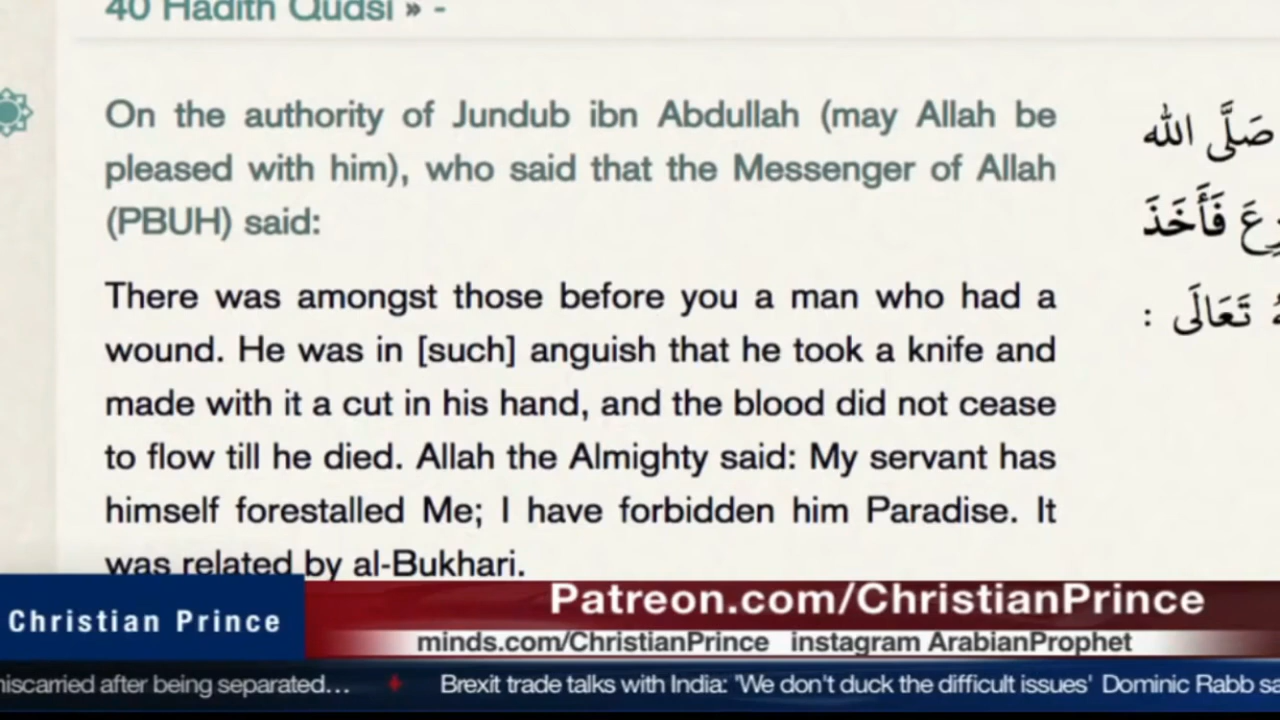 40 Hadith Qudsi » -
On the authority of Jundub ibn Abdullah (may Allah be
pleased with him), who said that the Messenger of Allah
(PBUH) said:
صَلَّى الله
فَأَخَذَ
تَعَالَى :
There was amongst those before you a man who had a
wound. He was in [such] anguish that he took a knife and
made with it a cut in his hand, and the blood did not cease
to flow till he died. Allah the Almighty said: My servant has
himself forestalled Me; I have forbidden him Paradise. It
was related by al-Bukhari.
Christian Prince
Patreon.com/ChristianPrince
minds.com/ChristianPrince instagram ArabianProphet
after being separated... Brexit trade talks with India: 'We don't duck the difficult issues' Dominic Rabb